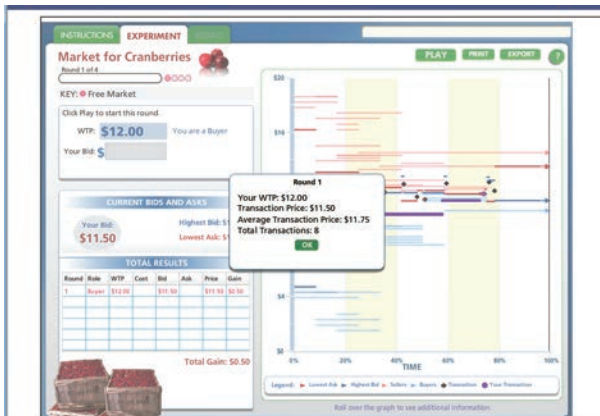 INSTRUCTIONS
EXPERIMENT
Market for Cranberries
Round 1 of 4
PLAY
PRINT
EXPORT
?
KEY: Free Market
Click Play to start this round
WTP: $12.00 You are a Buyer
Your Bid: $
CURRENT BIDS AND ASKS
Your Bid:
$11.50
Highest Bid: $1
Lowest Ask: $1
TOTAL RESULTS
Round Role WTP Cost Bid Ask Price Gain
1 Buyer $12.00 $11.50 $11.50 $0.50
Total Gain: $0.50
Round 1
Your WTP: $12.00
Transaction Price: $11.50
Average Transaction Price: $11.75
Total Transactions: 8
OK
$20
$16
$4
$0
0% 20% 40% 60% 80% 100%
TIME
Legend: Lowest Ask Highest Bid Sellers Buyers Transaction Your Transaction
Roll over the graph to see additional information.